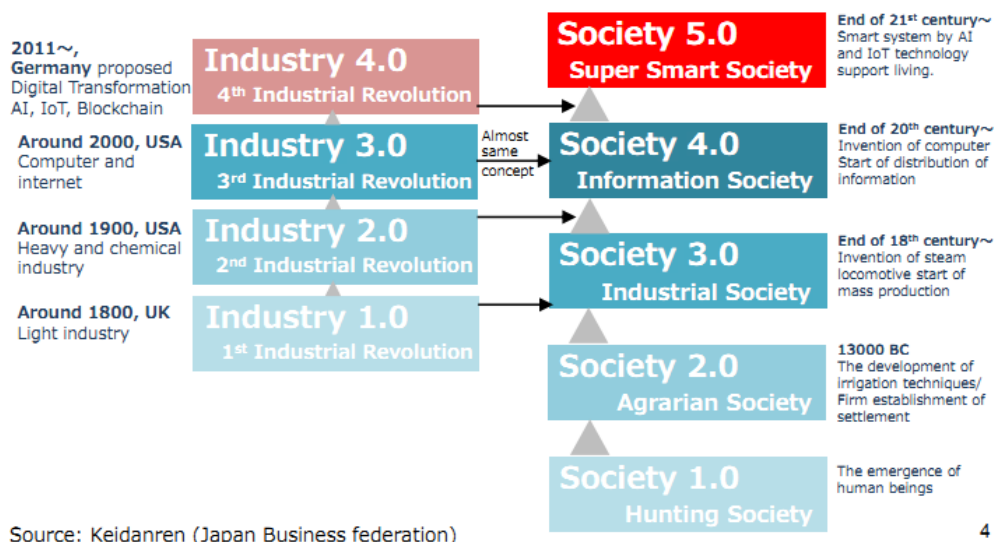 2011～,
Germany proposed
Digital Transformation
AI, IoT, Blockchain
Industry 4.0
4th Industrial Revolution
Around 2000, USA
Computer and
internet
Industry 3.0
3rd Industrial Revolution
Around 1900, USA
Heavy and chemical
industry
Industry 2.0
2nd Industrial Revolution
Around 1800, UK
Light industry
Industry 1.0
1st Industrial Revolution
Almost
same
concept
Society 5.0
Super Smart Society
End of 21st century～
Smart system by AI
and IoT technology
support living.
Society 4.0
Information Society
End of 20th century～
Invention of computer
Start of distribution of
information
Society 3.0
Industrial Society
End of 18th century～
Invention of steam
locomotive start of
mass production
Society 2.0
Agrarian Society
13000 BC
The development of
irrigation techniques/
Firm establishment of
settlement
Society 1.0
Hunting Society
The emergence of
human beings
Source: Keidanren (Japan Business federation)
4